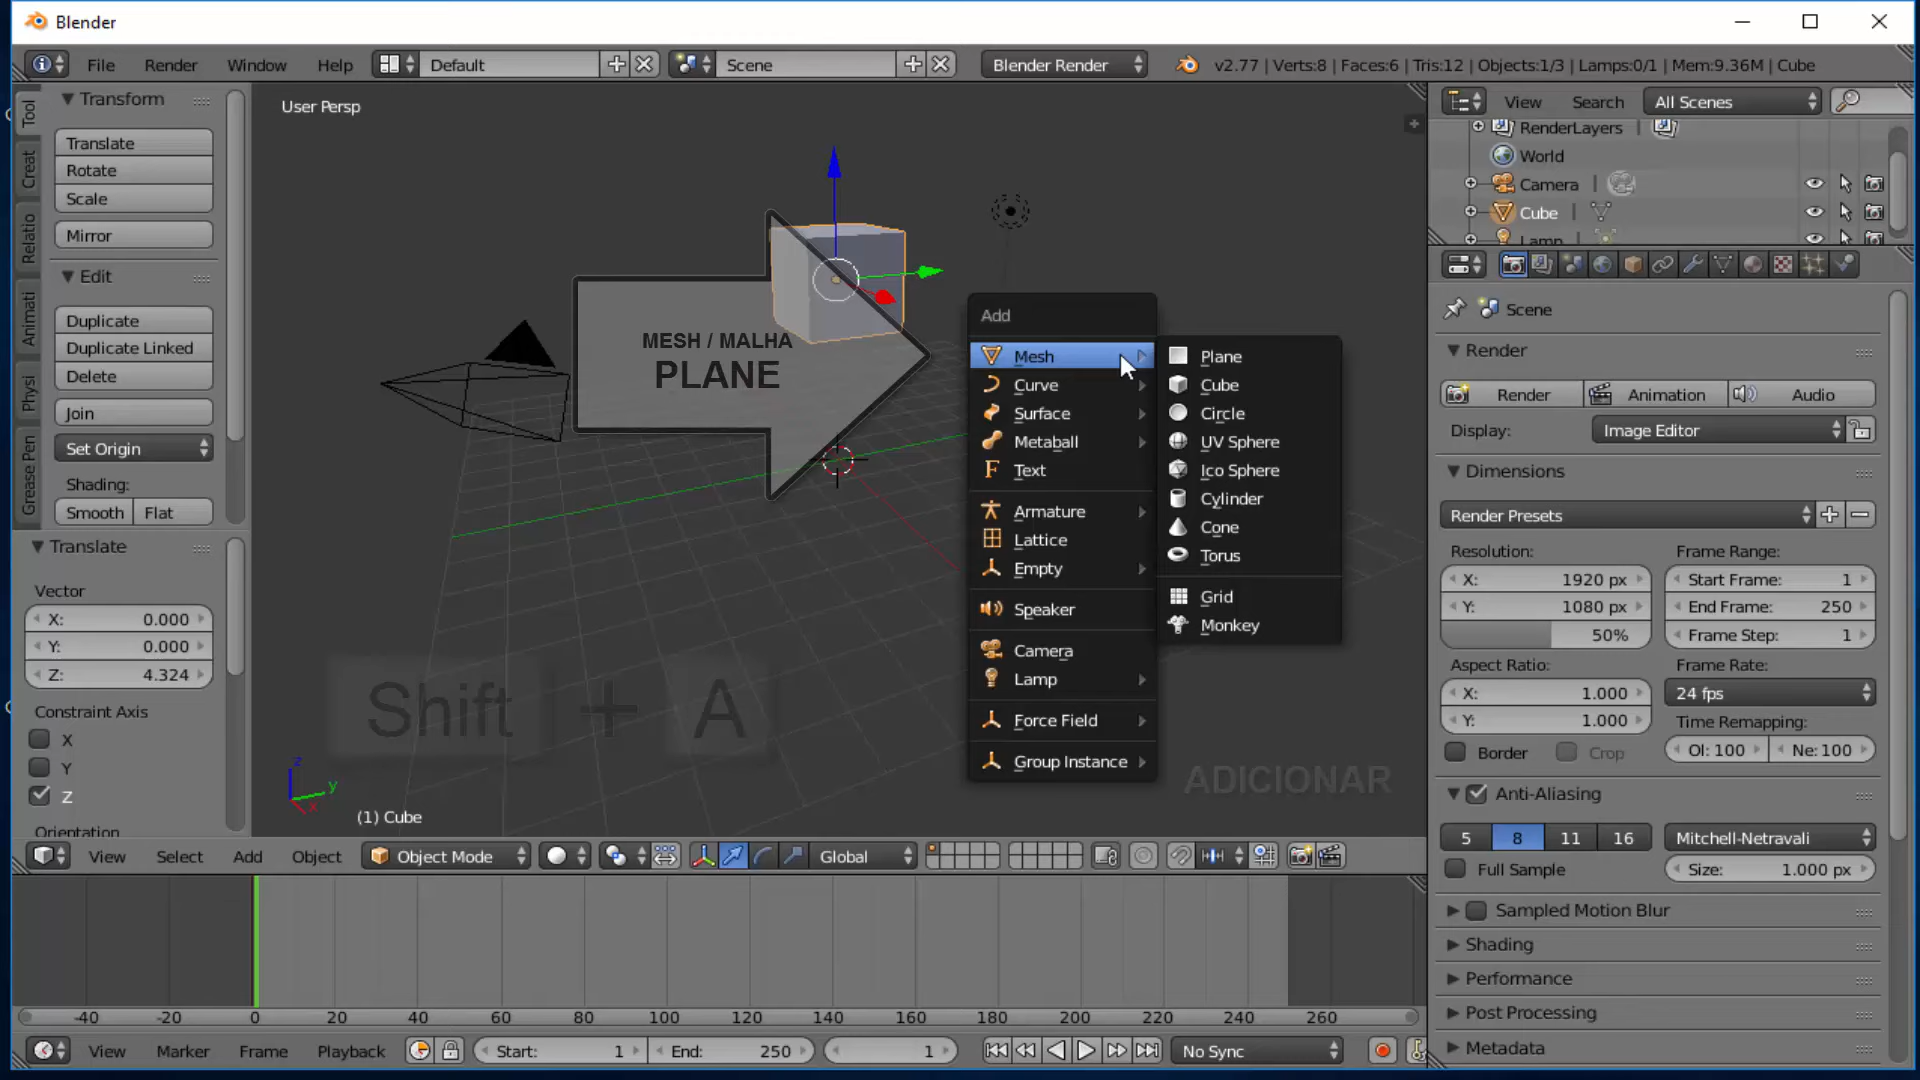 Blender
File Render Window Help Default Scene Blender Render v2.77 | Verts:8 | Faces:6 | Tris:12 | Objects:1/3 | Lamps:0/1 | Mem:9.36M | Cube
Tool
Creat
Relatio
Animati
Physi
Grease Pen
Transform
Translate
Rotate
Scale
Mirror
Edit
Duplicate
Duplicate Linked
Delete
Join
Set Origin
Shading:
Smooth Flat
Translate
Vector
X: 0.000
Y: 0.000
Z: 4.324
Constraint Axis
X
Y
Z
Orientation
User Persp
MESH / MALHA
PLANE
Shift + A
ADICIONAR
z
y
x
(1) Cube
Add
Mesh
Curve
Surface
Metaball
Text
Armature
Lattice
Empty
Speaker
Camera
Lamp
Force Field
Group Instance
Plane
Cube
Circle
UV Sphere
Ico Sphere
Cylinder
Cone
Torus
Grid
Monkey
View Select Add Object Object Mode Global
-40 -20 0 20 40 60 80 100 120 140 160 180 200 220 240 260
View Marker Frame Playback Start: 1 End: 250 1 No Sync
View Search All Scenes
RenderLayers
World
Camera
Cube
Lamp
Scene
Render
Render Animation Audio
Display: Image Editor
Dimensions
Render Presets
Resolution: Frame Range:
X: 1920 px Start Frame: 1
Y: 1080 px End Frame: 250
50% Frame Step: 1
Aspect Ratio: Frame Rate:
X: 1.000 24 fps
Y: 1.000 Time Remapping:
Border Crop Ol: 100 Ne: 100
Anti-Aliasing
5 8 11 16 Mitchell-Netravali
Full Sample Size: 1.000 px
Sampled Motion Blur
Shading
Performance
Post Processing
Metadata